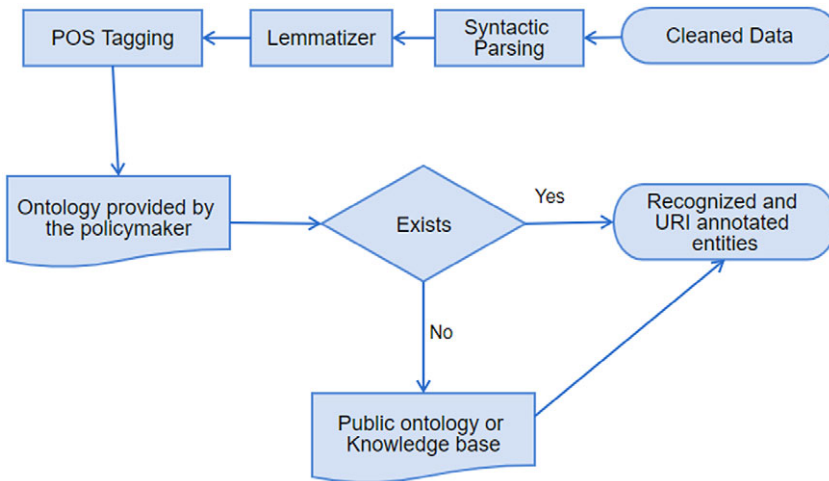 POS Tagging
Lemmatizer
Syntactic
Parsing
Cleaned Data
Ontology provided by
the policymaker
Exists
Yes
Recognized and
URI annotated
entities
No
Public ontology or
Knowledge base